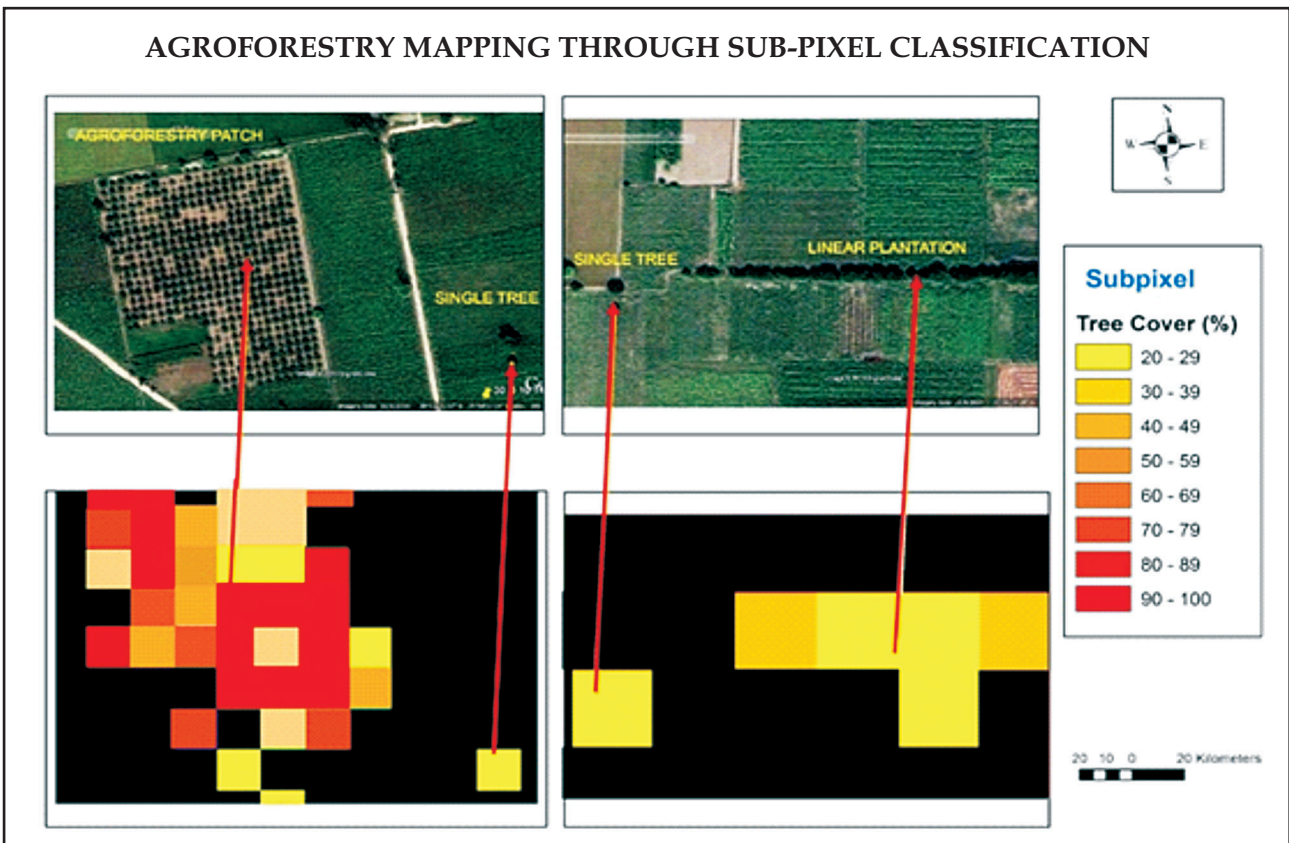 AGROFORESTRY MAPPING THROUGH SUB-PIXEL CLASSIFICATION
AGROFORESTRY PATCH
SINGLE TREE
SINGLE TREE
LINEAR PLANTATION
N
W E
S
Subpixel
Tree Cover (%)
20 - 29
30 - 39
40 - 49
50 - 59
60 - 69
70 - 79
80 - 89
90 - 100
20 10 0 20 Kilometers